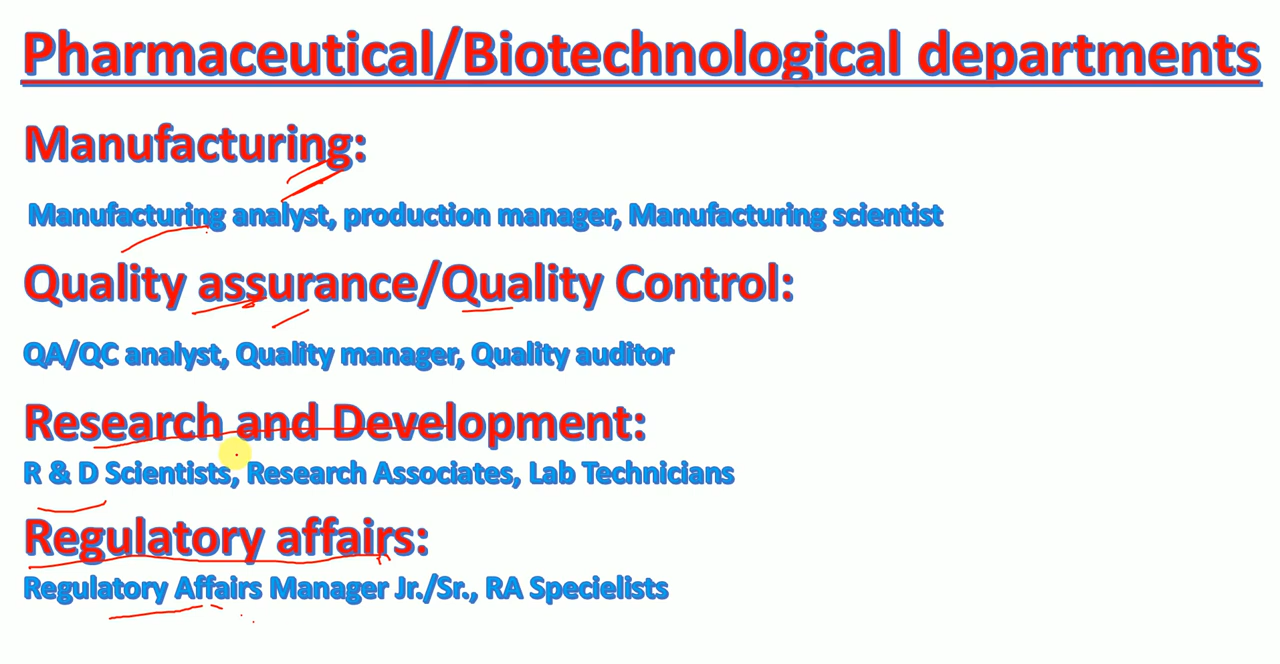 Pharmaceutical/Biotechnological departments
Manufacturing:
Manufacturing analyst, production manager, Manufacturing scientist
Quality assurance/Quality Control:
QA/QC analyst, Quality manager, Quality auditor
Research and Development:
R & D Scientists, Research Associates, Lab Technicians
Regulatory affairs:
Regulatory Affairs Manager Jr./Sr., RA Specielists